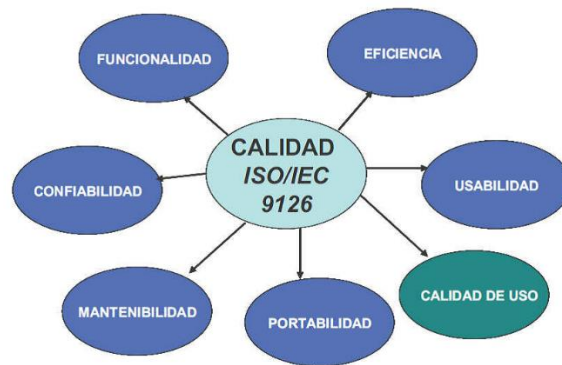 FUNCIONALIDAD
EFICIENCIA
CALIDAD
ISO/IEC
9126
CONFIABILIDAD
USABILIDAD
MANTENIBILIDAD
PORTABILIDAD
CALIDAD DE USO